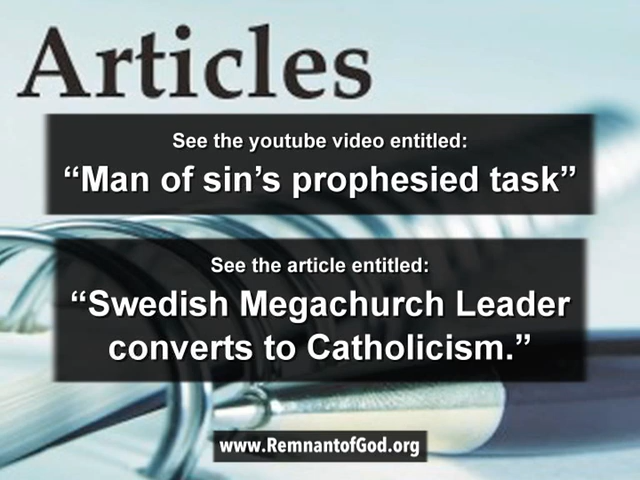 Articles
See the youtube video entitled:
“Man of sin’s prophesied task”
See the article entitled:
“Swedish Megachurch Leader
converts to Catholicism.”
www.RemnantofGod.org